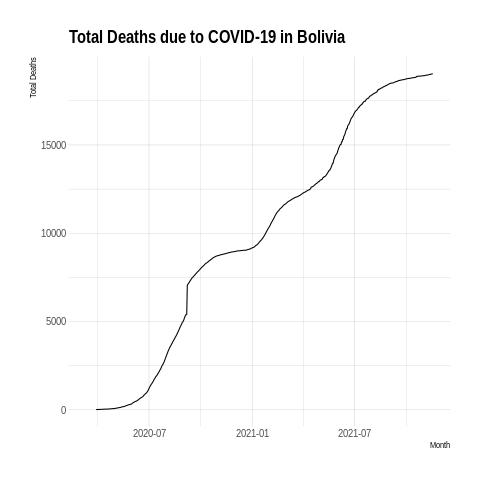 Total Deaths due to COVID-19 in Bolivia
Total Deaths
15000
10000
5000
0
2020-07 2021-01 2021-07
Month